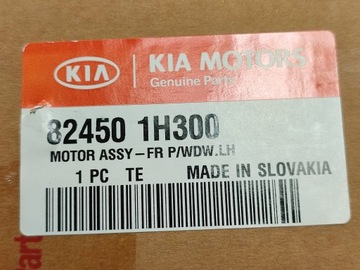 KIA KIA MOTORS
Genuine Parts
82450 1H300
MOTOR ASSY-FR P/WDW.LH
1 PC TE MADE IN SLOVAKIA